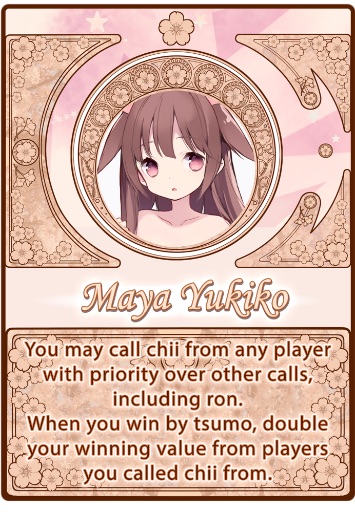 Maya Yukiko
You may call chii from any player
with priority over other calls,
including ron.
When you win by tsumo, double
your winning value from players
you called chii from.